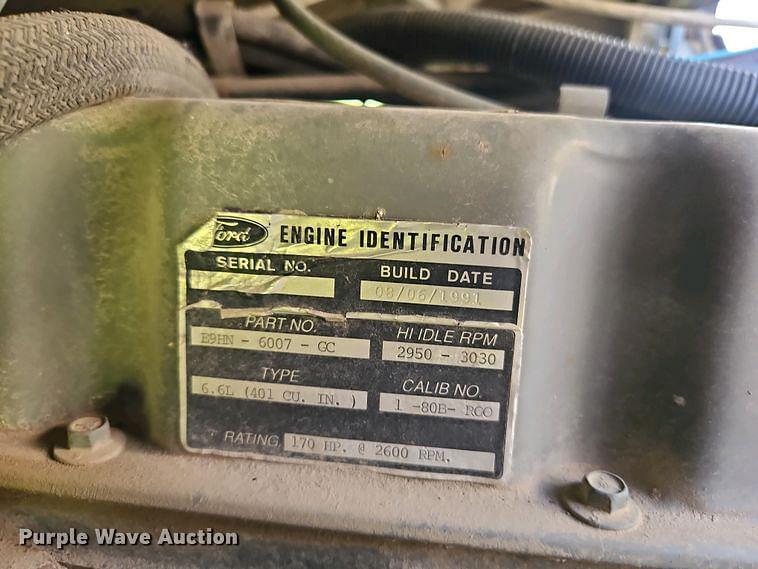 Ford ENGINE IDENTIFICATION
SERIAL NO. BUILD DATE
08/06/1991
PART NO. HI IDLE RPM
E9HN - 6007 - GC 2950 - 3030
TYPE CALIB NO.
6.6L (401 CU. IN. ) 1 -80B- R00
RATING 170 HP. @ 2600 RPM.
Purple Wave Auction